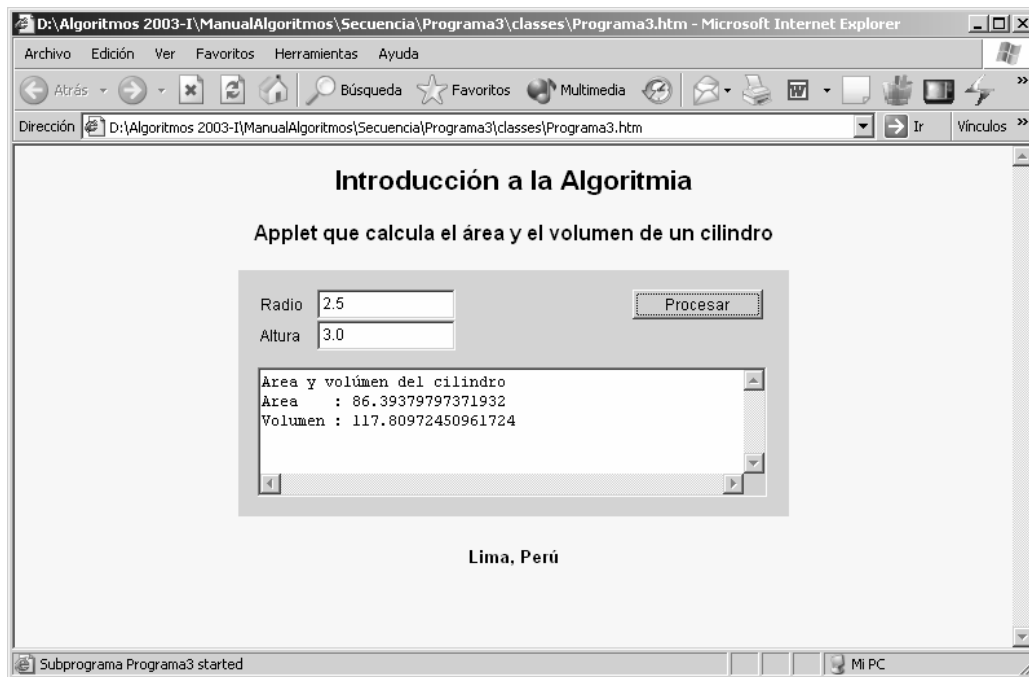 D:\Algoritmos 2003-I\ManualAlgoritmos\Secuencia\Programa3\classes\Programa3.htm - Microsoft Internet Explorer
Archivo Edición Ver Favoritos Herramientas Ayuda
Atrás Búsqueda Favoritos Multimedia »
Dirección D:\Algoritmos 2003-I\ManualAlgoritmos\Secuencia\Programa3\classes\Programa3.htm Ir Vínculos »
Introducción a la Algoritmia
Applet que calcula el área y el volumen de un cilindro
Radio 2.5 Procesar
Altura 3.0
Area y volúmen del cilindro
Area : 86.39379797371932
Volumen : 117.80972450961724
Lima, Perú
Subprograma Programa3 started Mi PC